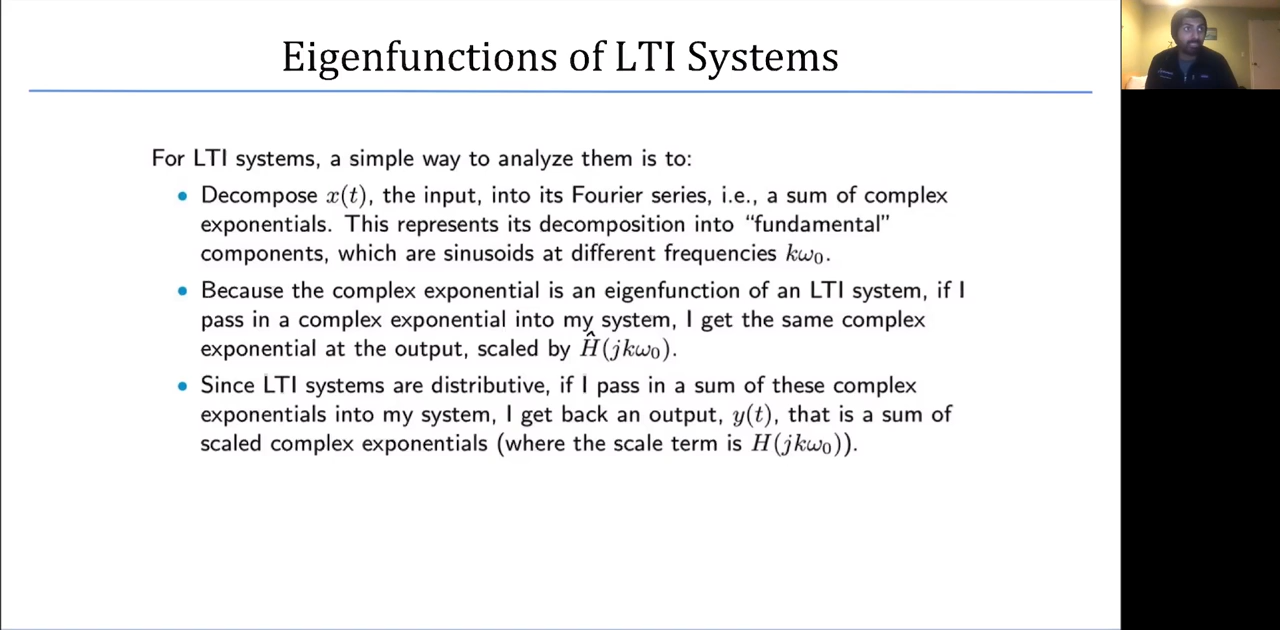 Eigenfunctions of LTI Systems
For LTI systems, a simple way to analyze them is to:
• Decompose x(t), the input, into its Fourier series, i.e., a sum of complex
exponentials. This represents its decomposition into “fundamental”
components, which are sinusoids at different frequencies kω₀.
• Because the complex exponential is an eigenfunction of an LTI system, if I
pass in a complex exponential into my system, I get the same complex
exponential at the output, scaled by Ĥ(jkω₀).
• Since LTI systems are distributive, if I pass in a sum of these complex
exponentials into my system, I get back an output, y(t), that is a sum of
scaled complex exponentials (where the scale term is H(jkω₀)).